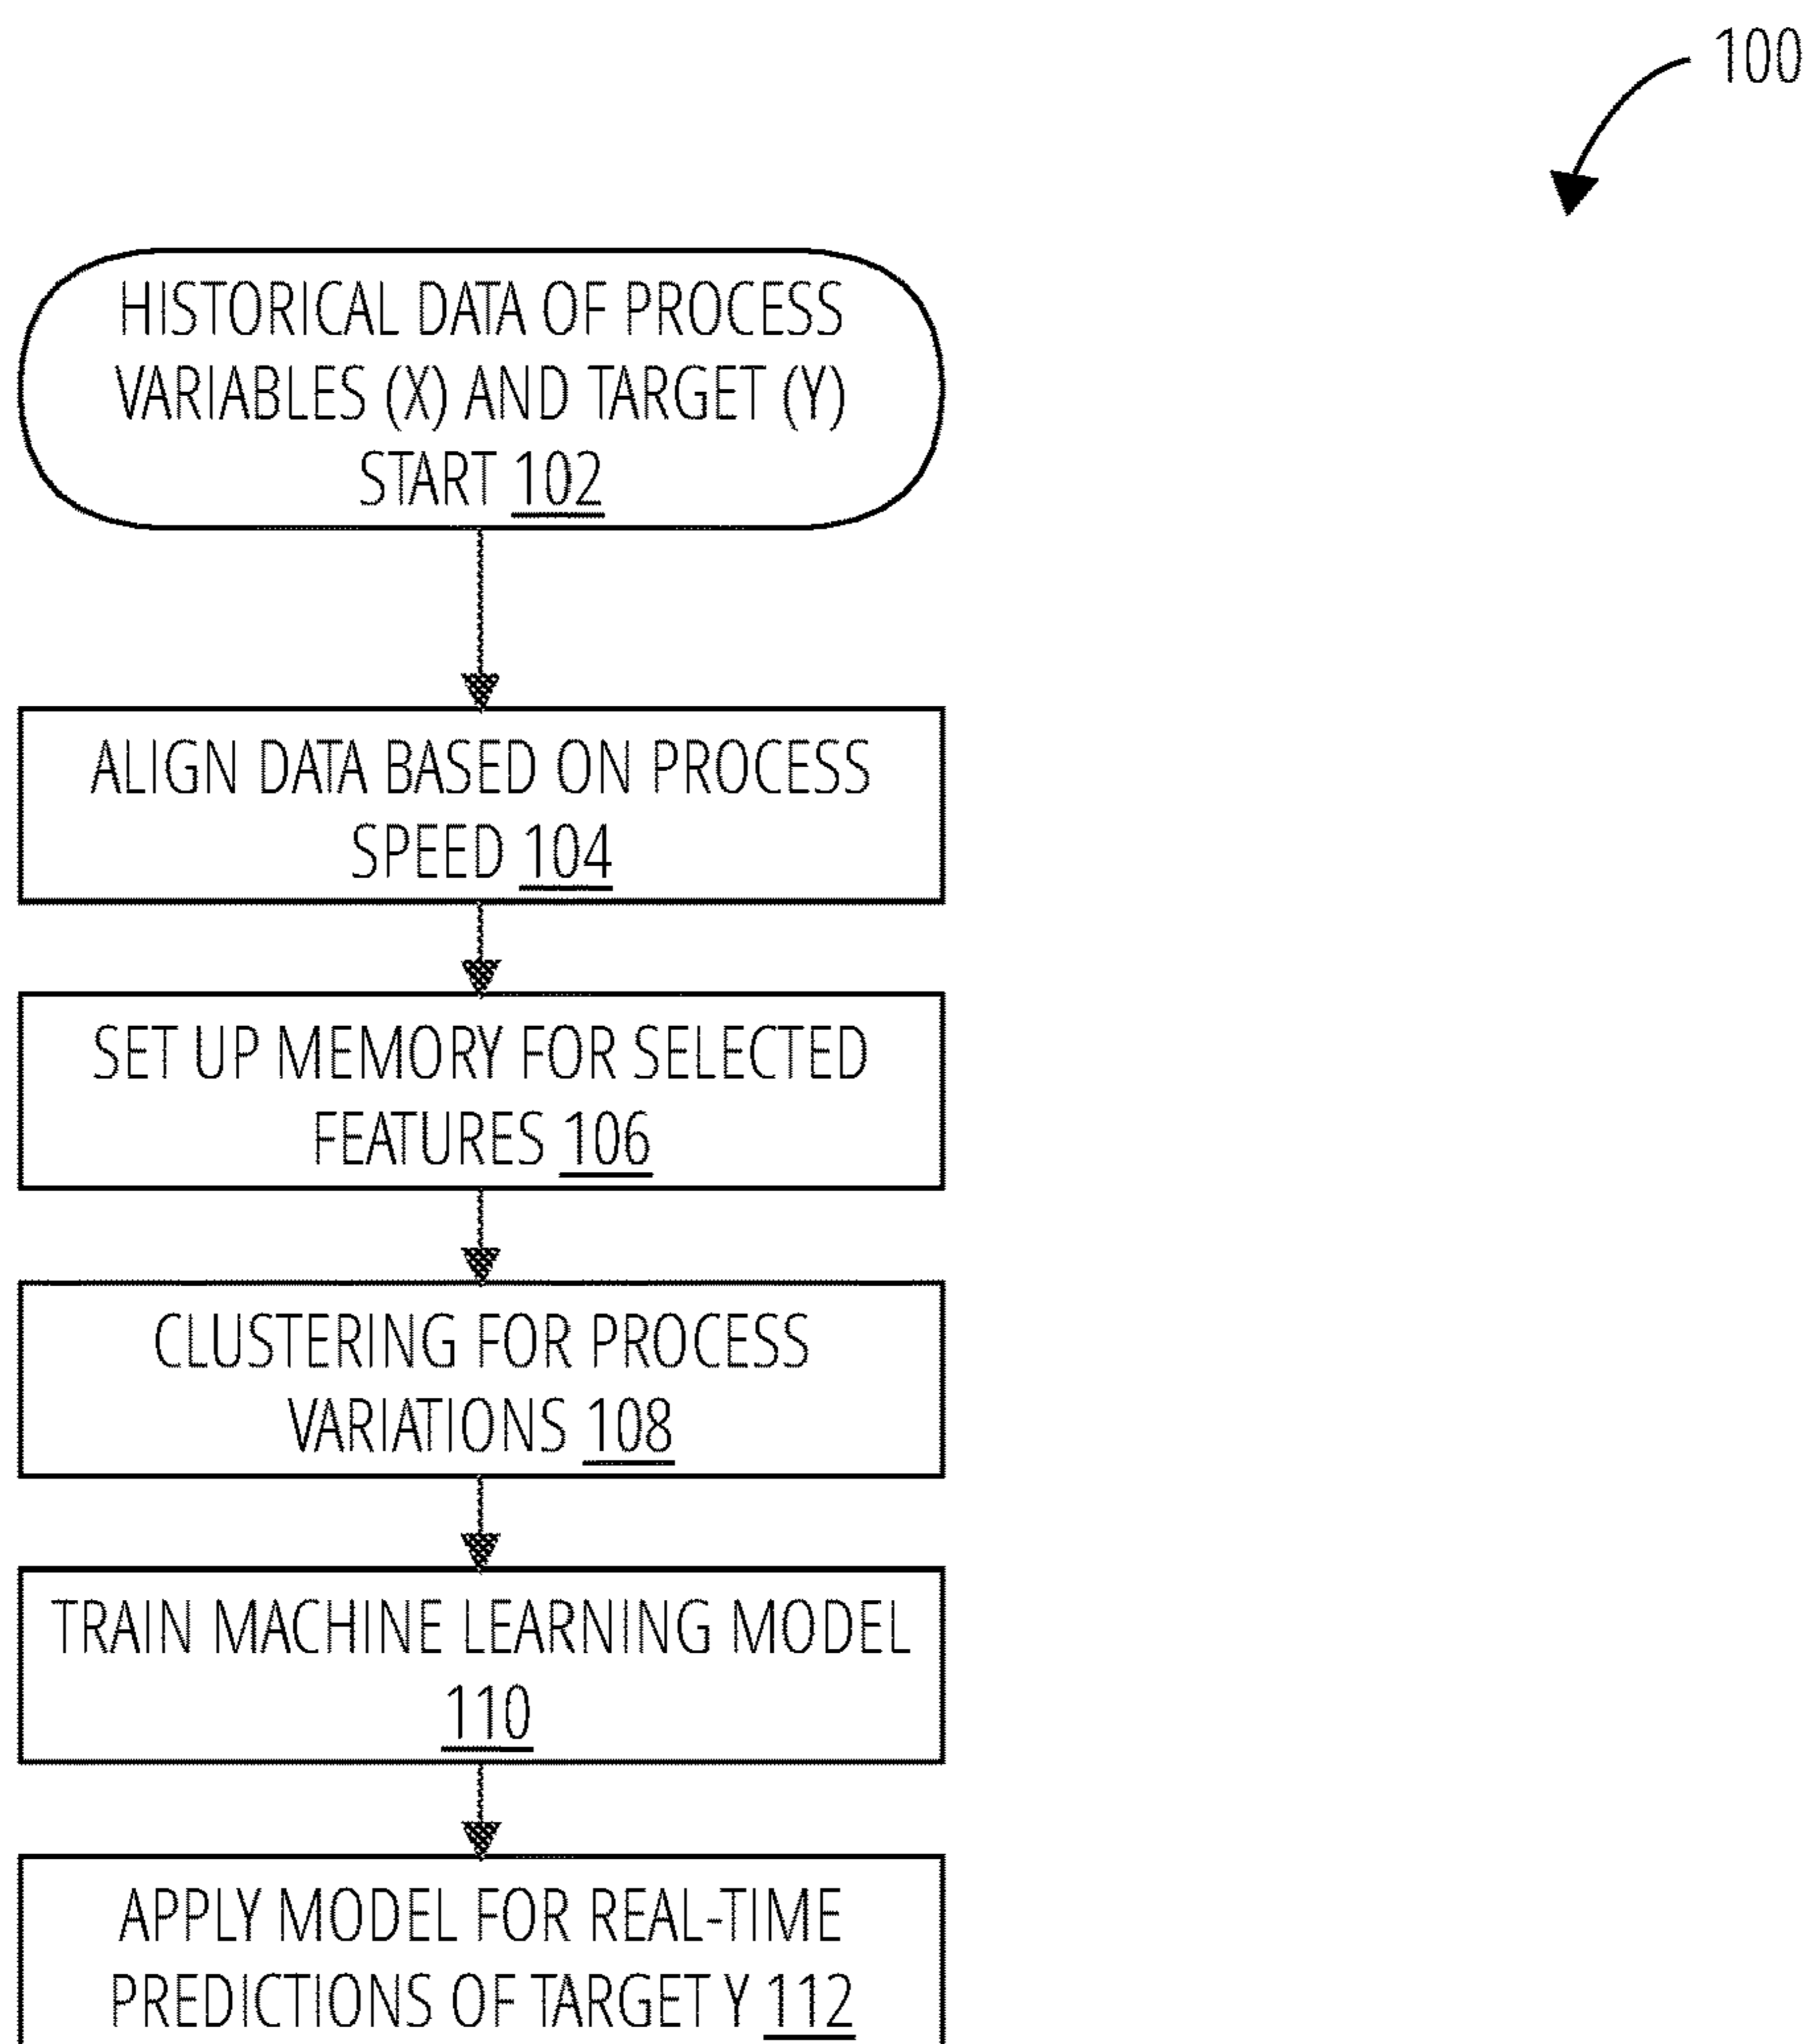 100
HISTORICAL DATA OF PROCESS
VARIABLES (X) AND TARGET (Y)
START 102
ALIGN DATA BASED ON PROCESS
SPEED 104
SET UP MEMORY FOR SELECTED
FEATURES 106
CLUSTERING FOR PROCESS
VARIATIONS 108
TRAIN MACHINE LEARNING MODEL
110
APPLY MODEL FOR REAL-TIME
PREDICTIONS OF TARGET Y 112